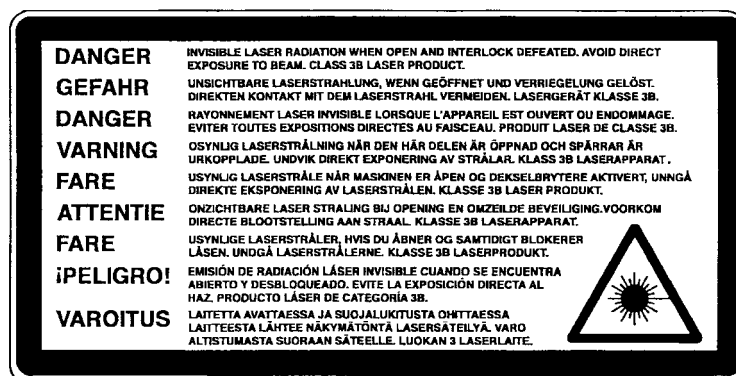 DANGER INVISIBLE LASER RADIATION WHEN OPEN AND INTERLOCK DEFEATED. AVOID DIRECT
EXPOSURE TO BEAM. CLASS 3B LASER PRODUCT.
GEFAHR UNSICHTBARE LASERSTRAHLUNG, WENN GEÖFFNET UND VERRIEGELUNG GELÖST.
DIREKTEN KONTAKT MIT DEM LASERSTRAHL VERMEIDEN. LASERGERÄT KLASSE 3B.
DANGER RAYONNEMENT LASER INVISIBLE LORSQUE L'APPAREIL EST OUVERT OU ENDOMMAGE.
EVITER TOUTES EXPOSITIONS DIRECTES AU FAISCEAU. PRODUIT LASER DE CLASSE 3B.
VARNING OSYNLIG LASERSTRÅLNING NÄR DEN HÄR DELEN ÄR ÖPPNAD OCH SPÄRRAR ÄR
URKOPPLADE. UNDVIK DIREKT EXPONERING AV STRÅLAR. KLASS 3B LASERAPPARAT.
FARE USYNLIG LASERSTRÅLE NÅR MASKINEN ER ÅPEN OG DEKSELBRYTERE AKTIVERT, UNNGÅ
DIREKTE EKSPONERING AV LASERSTRÅLEN. KLASSE 3B LASER PRODUKT.
ATTENTIE ONZICHTBARE LASER STRALING BIJ OPENING EN OMZEILDE BEVEILIGING.VOORKOM
DIRECTE BLOOTSTELLING AAN STRAAL. KLASSE 3B LASERAPPARAT.
FARE USYNLIGE LASERSTRÅLER, HVIS DU ÅBNER OG SAMTIDIGT BLOKERER
LÅSEN. UNDGÅ LASERSTRÅLERNE. KLASSE 3B LASERPRODUKT.
¡PELIGRO! EMISIÓN DE RADIACIÓN LÁSER INVISIBLE CUANDO SE ENCUENTRA
ABIERTO Y DESBLOQUEADO. EVITE LA EXPOSICIÓN DIRECTA AL
HAZ. PRODUCTO LÁSER DE CATEGORÍA 3B.
VAROITUS LAITETTA AVATTAESSA JA SUOJALUKITUSTA OHITTAESSA
LAITTEESTA LÄHTEE NÄKYMÄTÖNTÄ LASERSÄTEILYÄ. VARO
ALTISTUMASTA SUORAAN SÄTEELLE. LUOKAN 3 LASERLAITE.